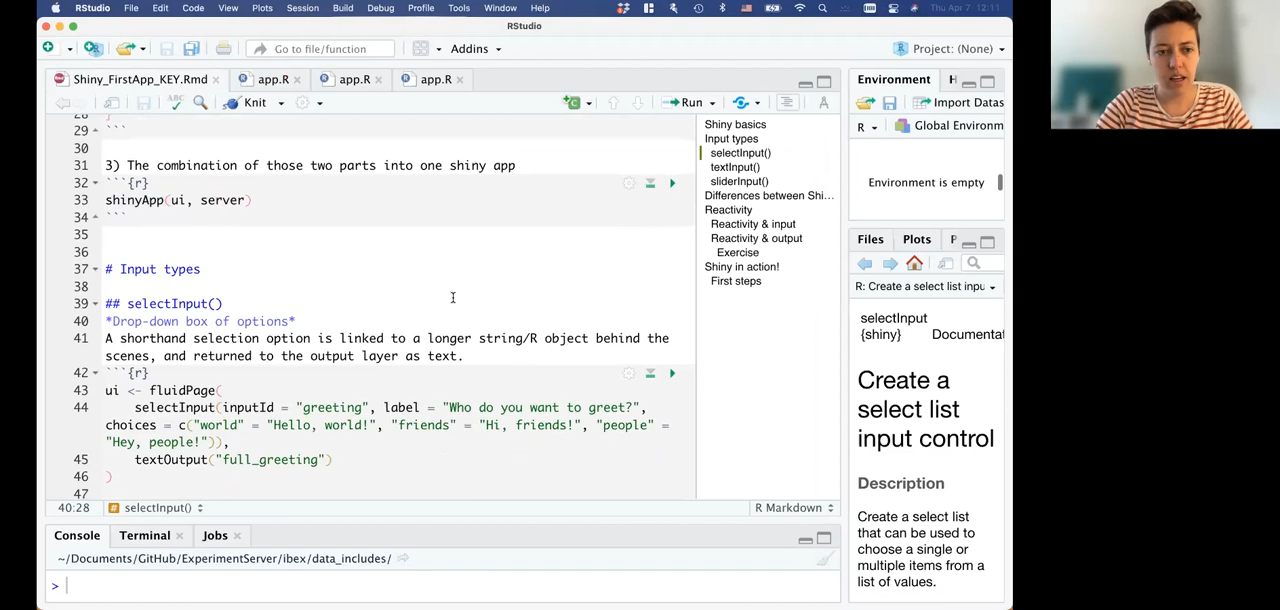 RStudio File Edit Code View Plots Session Build Debug Profile Tools Window Help Thu Apr 7 12:11
RStudio
Go to file/function Addins Project: (None)
Shiny_FirstApp_KEY.Rmd app.R app.R app.R
ABC Knit Run
28 }
29 ```
30
31 3) The combination of those two parts into one shiny app
32 ```{r}
33 shinyApp(ui, server)
34 ```
35
36
37 # Input types
38
39 ## selectInput()
40 *Drop-down box of options*
41 A shorthand selection option is linked to a longer string/R object behind the
scenes, and returned to the output layer as text.
42 ```{r}
43 ui <- fluidPage(
44 selectInput(inputId = "greeting", label = "Who do you want to greet?",
choices = c("world" = "Hello, world!", "friends" = "Hi, friends!", "people" =
"Hey, people!")),
45 textOutput("full_greeting")
46 )
47
40:28 # selectInput() R Markdown
Shiny basics
Input types
selectInput()
textInput()
sliderInput()
Differences between Shi...
Reactivity
Reactivity & input
Reactivity & output
Exercise
Shiny in action!
First steps
Console Terminal Jobs
~/Documents/GitHub/ExperimentServer/ibex/data_includes/
>
Environment H
Import Datas
R Global Environm
Environment is empty
Files Plots P
R: Create a select list inpu
selectInput
{shiny} Documentat
Create a
select list
input control
Description
Create a select list
that can be used to
choose a single or
multiple items from a
list of values.